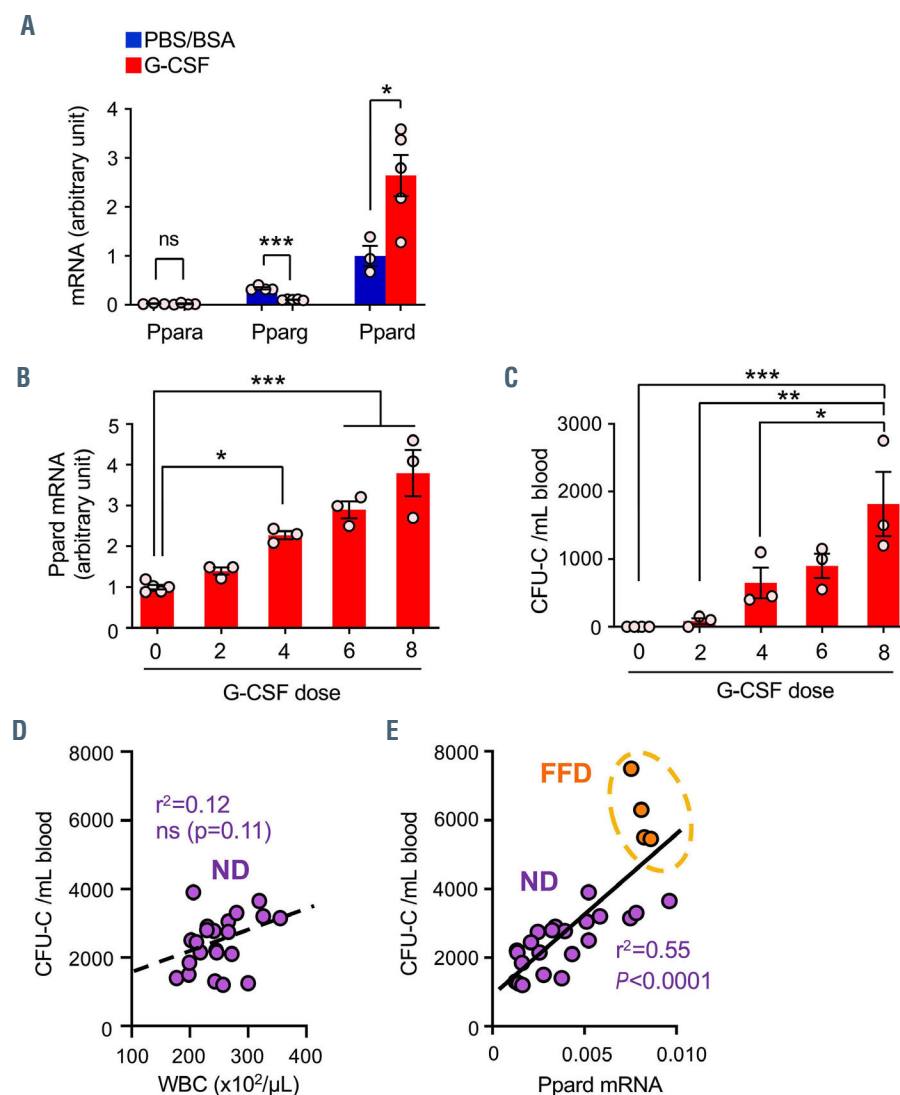 A
PBS/BSA
G-CSF
mRNA (arbitrary unit)
4
3
2
1
0
ns
***
*
Ppara
Pparg
Ppard
B
Ppard mRNA
(arbitrary unit)
5
4
3
2
1
0
***
*
0 2 4 6 8
G-CSF dose
C
CFU-C /mL blood
3000
2000
1000
0
***
**
*
0 2 4 6 8
G-CSF dose
D
CFU-C /mL blood
8000
6000
4000
2000
0
r²=0.12
ns (p=0.11)
ND
100 200 300 400
WBC (x10²/µL)
E
CFU-C /mL blood
8000
6000
4000
2000
0
FFD
ND
r²=0.55
P<0.0001
0 0.005 0.010
Ppard mRNA